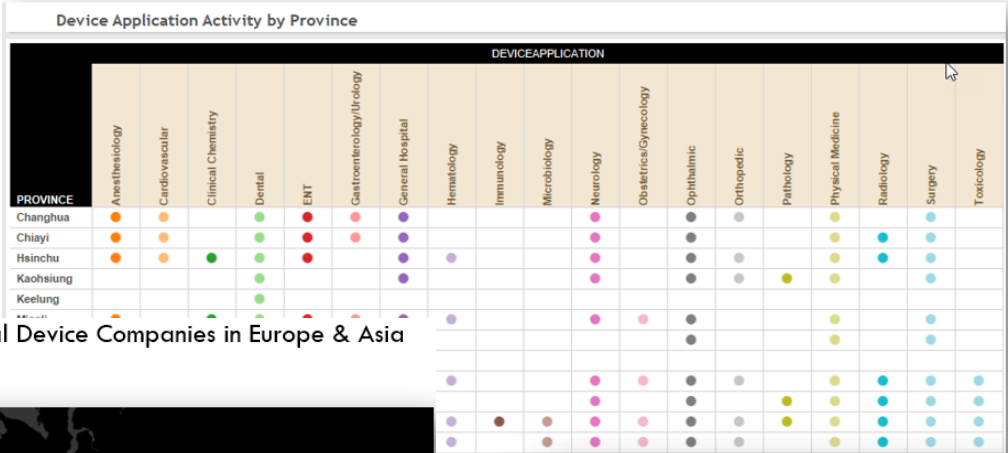 Device Application Activity by Province
DEVICEAPPLICATION
PROVINCE
Anesthesiology
Cardiovascular
Clinical Chemistry
Dental
ENT
Gastroenterology/Urology
General Hospital
Hematology
Immunology
Microbiology
Neurology
Obstetrics/Gynecology
Ophthalmic
Orthopedic
Pathology
Physical Medicine
Radiology
Surgery
Toxicology
Changhua
Chiayi
Hsinchu
Kaohsiung
Keelung
Device Companies in Europe & Asia